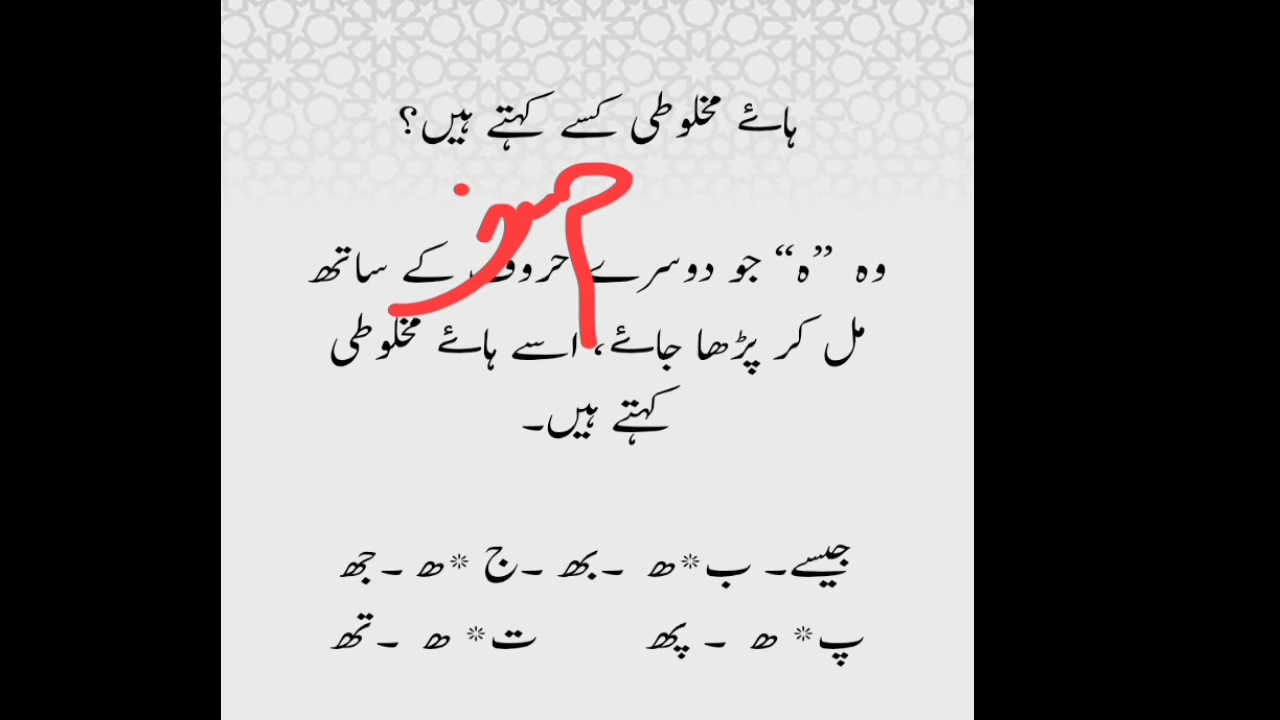 ہائے مخلوطی کسے کہتے ہیں؟
وہ ”ہ“ جو دوسرے حروف کے ساتھ
مل کر پڑھا جائے، اسے ہائے مخلوطی
کہتے ہیں۔
جیسے۔ ب*ھ ۔بھ ۔ج *ھ ۔جھ
پ* ھ ۔ پھ ت* ھ ۔تھ